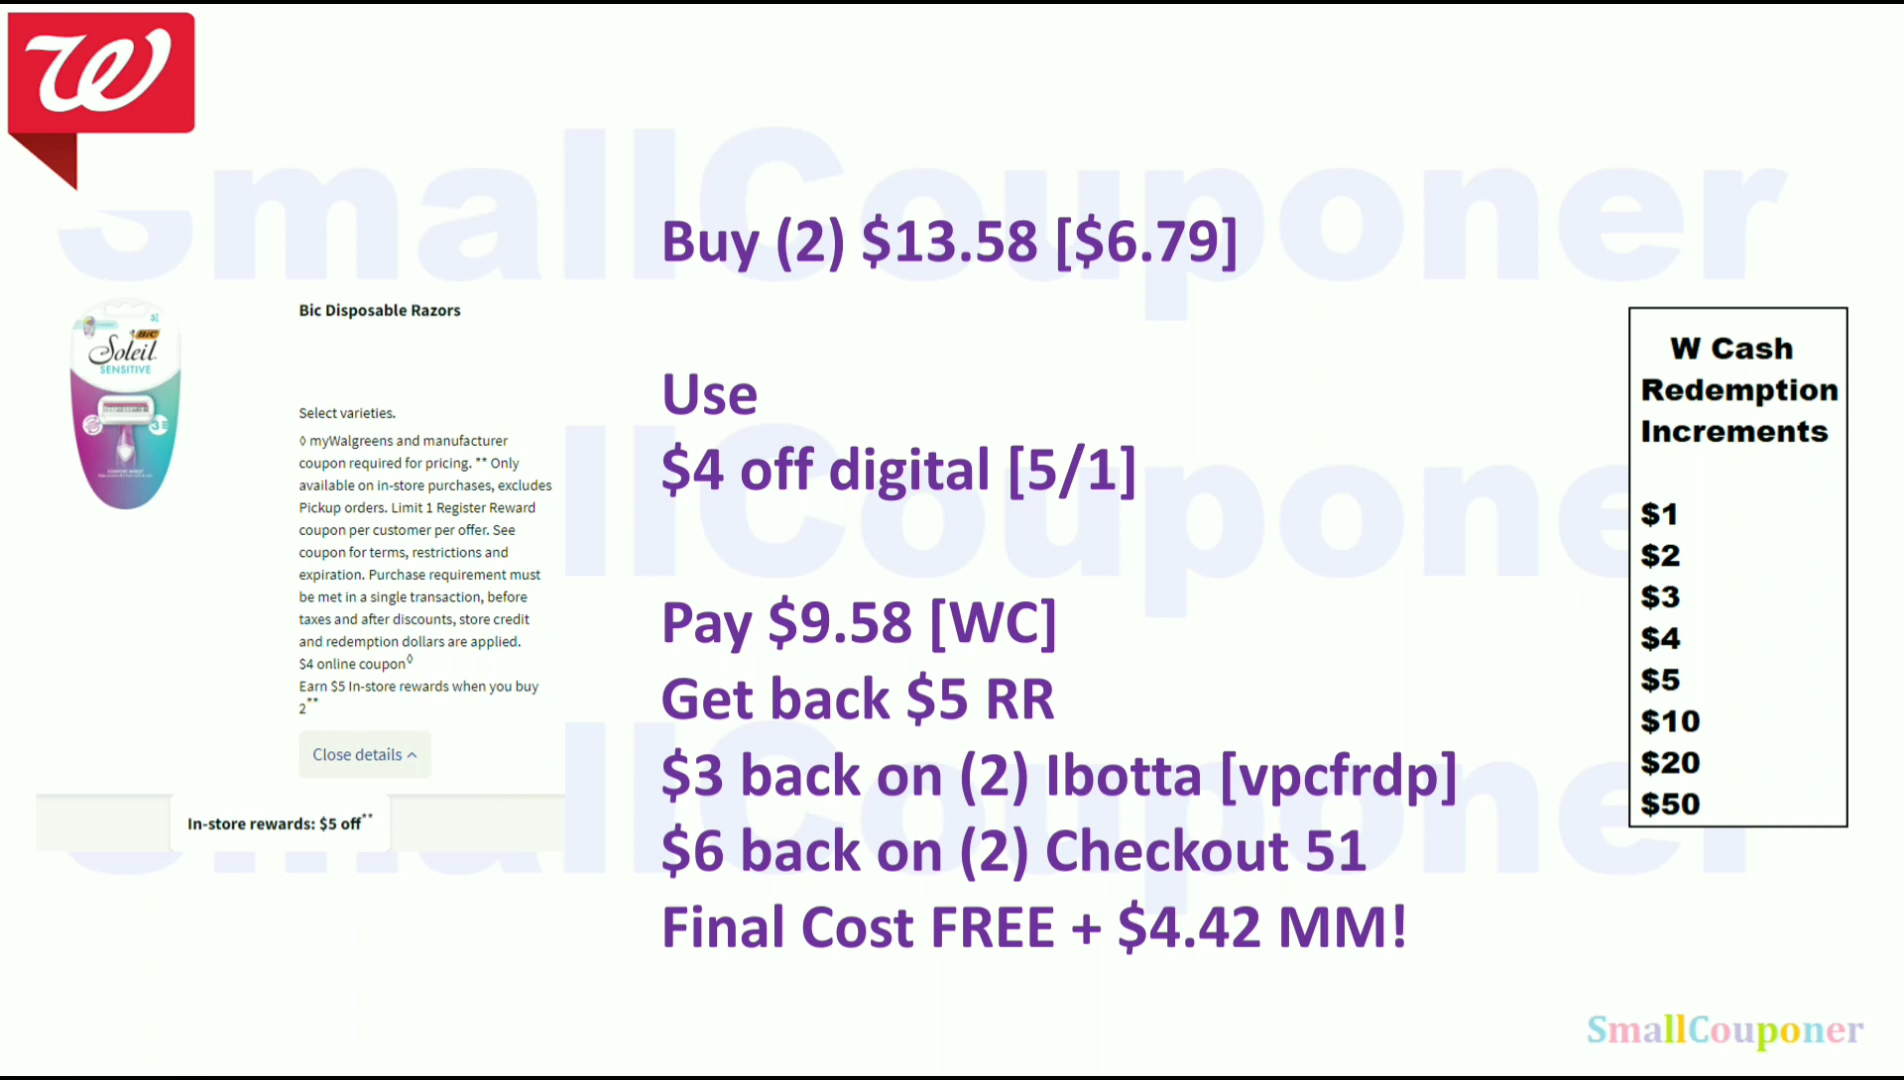 W
SmallCouponer
Buy (2) $13.58 [$6.79]
Bic Disposable Razors
BIC
Soleil
SENSITIVE
Select varieties.
◊ myWalgreens and manufacturer
coupon required for pricing. ** Only
available on in-store purchases, excludes
Pickup orders. Limit 1 Register Reward
coupon per customer per offer. See
coupon for terms, restrictions and
expiration. Purchase requirement must
be met in a single transaction, before
taxes and after discounts, store credit
and redemption dollars are applied.
$4 online coupon◊
Earn $5 In-store rewards when you buy
2**
Close details
In-store rewards: $5 off**
Use
$4 off digital [5/1]
Pay $9.58 [WC]
Get back $5 RR
$3 back on (2) Ibotta [vpcfrdp]
$6 back on (2) Checkout 51
Final Cost FREE + $4.42 MM!
W Cash
Redemption
Increments
$1
$2
$3
$4
$5
$10
$20
$50
SmallCouponer